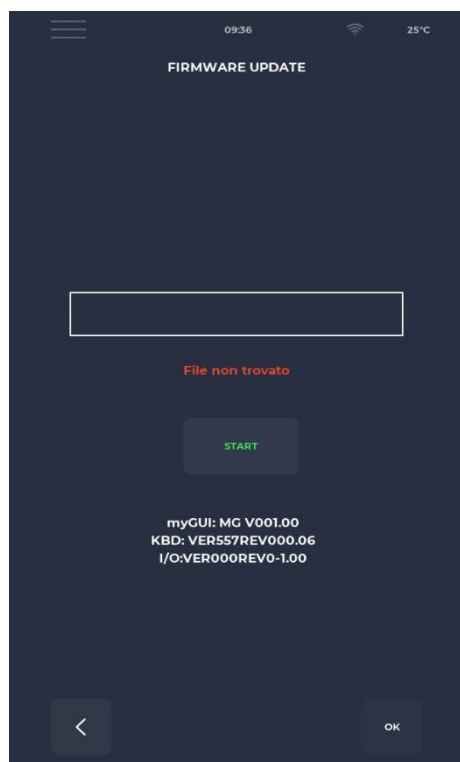 09:36
25°C
FIRMWARE UPDATE
File non trovato
START
myGUI: MG V001.00
KBD: VER557REV000.06
I/O:VER000REV0-1.00
OK